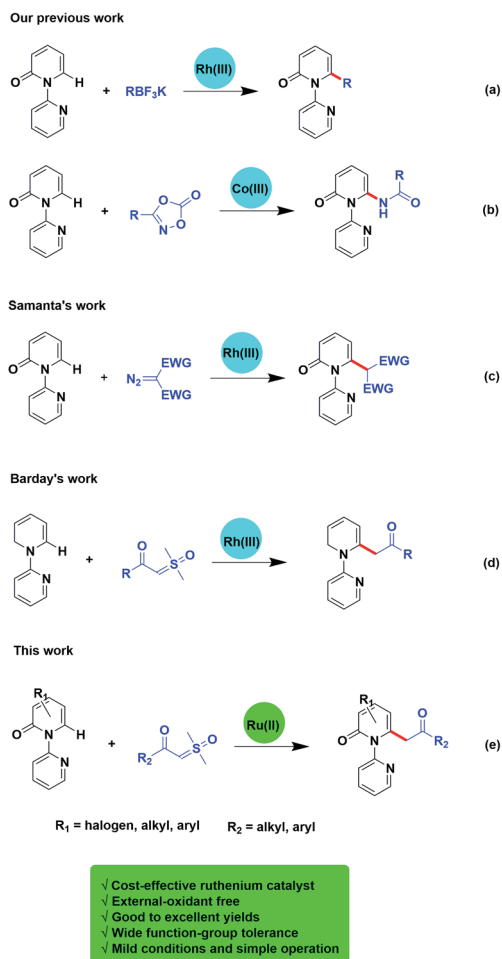 Our previous work
O N H N + RBF3K Rh(III) O N R N (a)
O N H N + R O O N O Co(III) O N N H R O N (b)
Samanta's work
O N H N + N2 EWG EWG Rh(III) O N EWG EWG N (c)
Barday's work
N H N + R O S O Rh(III) N O R N (d)
This work
R1 O N H N + R2 O S O Ru(II) R1 O N O R2 N (e)
R1 = halogen, alkyl, aryl R2 = alkyl, aryl
√ Cost-effective ruthenium catalyst
√ External-oxidant free
√ Good to excellent yields
√ Wide function-group tolerance
√ Mild conditions and simple operation